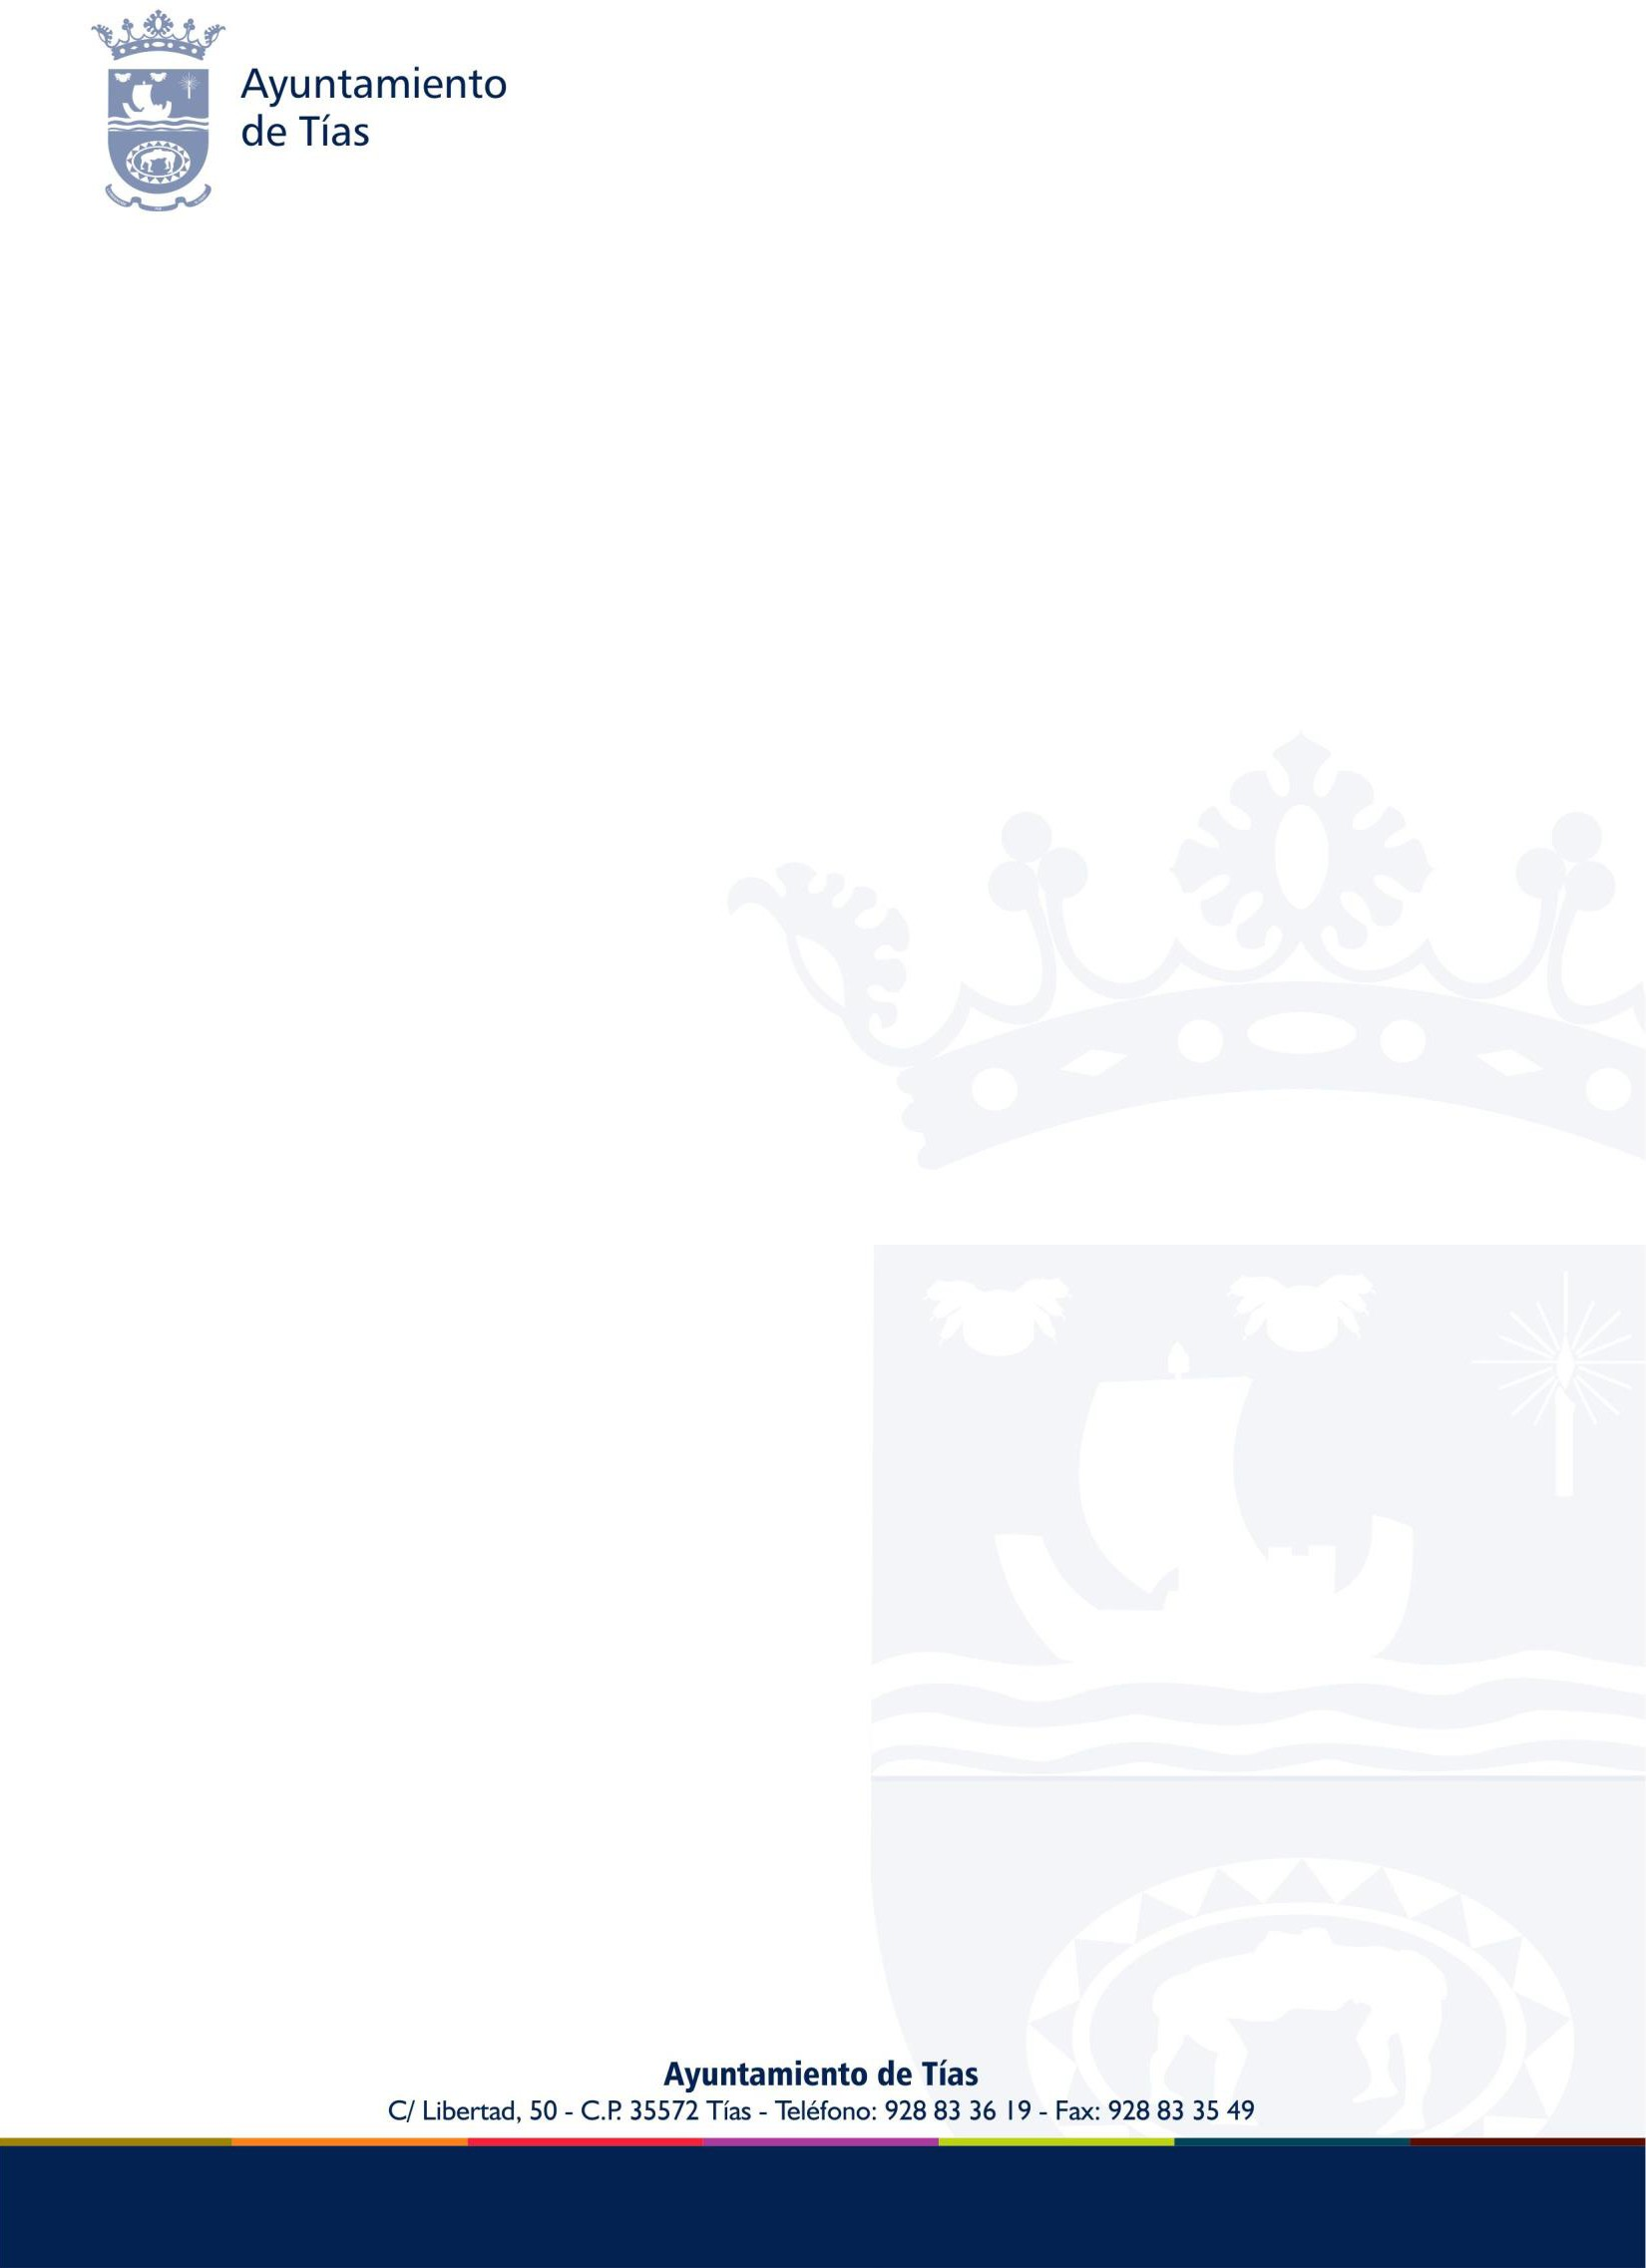 Ayuntamiento
de Tías
Ayuntamiento de Tías
C/ Libertad, 50 - C.P. 35572 Tías - Teléfono: 928 83 36 19 - Fax: 928 83 35 49